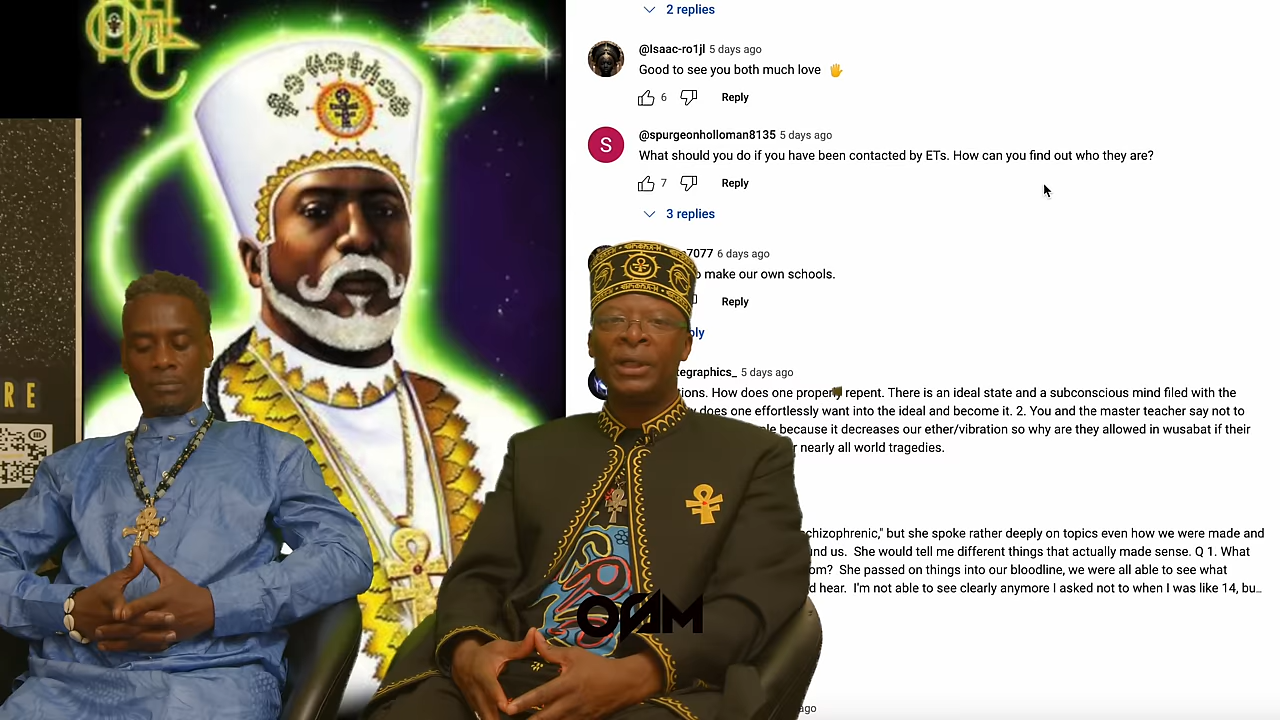 2 replies
@Isaac-ro1jl 5 days ago
Good to see you both much love 🖐
6 Reply
@spurgeonholloman8135 5 days ago
S
What should you do if you have been contacted by ETs. How can you find out who they are?
7 Reply
3 replies
7077 6 days ago
make our own schools.
Reply
tegraphics_ 5 days ago
How does one repent. There is an ideal state and a subconscious mind filed with the
does one effortlessly want into the ideal and become it. 2. You and the master teacher say not to
because it decreases our ether/vibration so why are they allowed in wusabat if their
nearly all world tragedies.
chizophrenic," but she spoke rather deeply on topics even how we were made and
us. She would tell me different things that actually made sense. Q 1. What
She passed on things into our bloodline, we were all able to see what
hear. I'm not able to see clearly anymore I asked not to when I was like 14, bu…
ago
RE
OAM